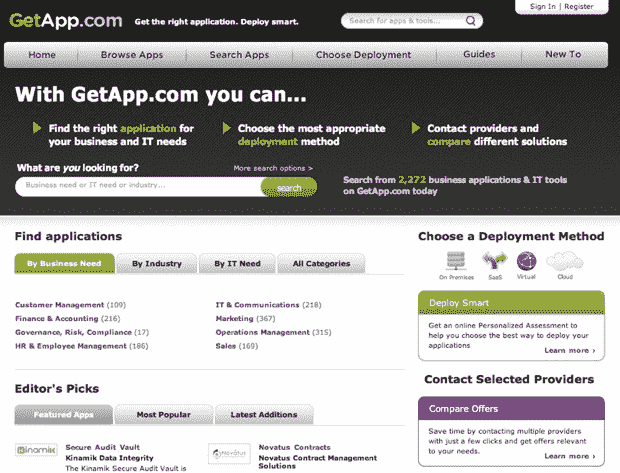 GetApp.com
Get the right application. Deploy smart.
Search for apps & tools...
Sign In | Register
Home
Browse Apps
Search Apps
Choose Deployment
Guides
New To
With GetApp.com you can...
Find the right application for
your business and IT needs
Choose the most appropriate
deployment method
Contact providers and
compare different solutions
What are you looking for?
More search options >
Business need or IT need or industry...
search
Search from 2,272 business applications & IT tools
on GetApp.com today
Find applications
By Business Need
By Industry
By IT Need
All Categories
Customer Management (109)
Finance & Accounting (216)
Governance, Risk, Compliance (17)
HR & Employee Management (186)
IT & Communications (218)
Marketing (367)
Operations Management (315)
Sales (169)
Choose a Deployment Method
On Premises
SaaS
Virtual
Cloud
Deploy Smart
Get an online Personalized Assessment to
help you choose the best way to deploy your
applications
Learn more ›
Contact Selected Providers
Compare Offers
Save time by contacting multiple providers
with just a few clicks and get offers relevant
to your needs.
Learn more ›
Editor's Picks
Featured Apps
Most Popular
Latest Additions
Kinamik
Secure Audit Vault
Kinamik Data Integrity
The Kinamik Secure Audit Vault is
Novatus
Novatus Contracts
Novatus Contract Management
Solutions